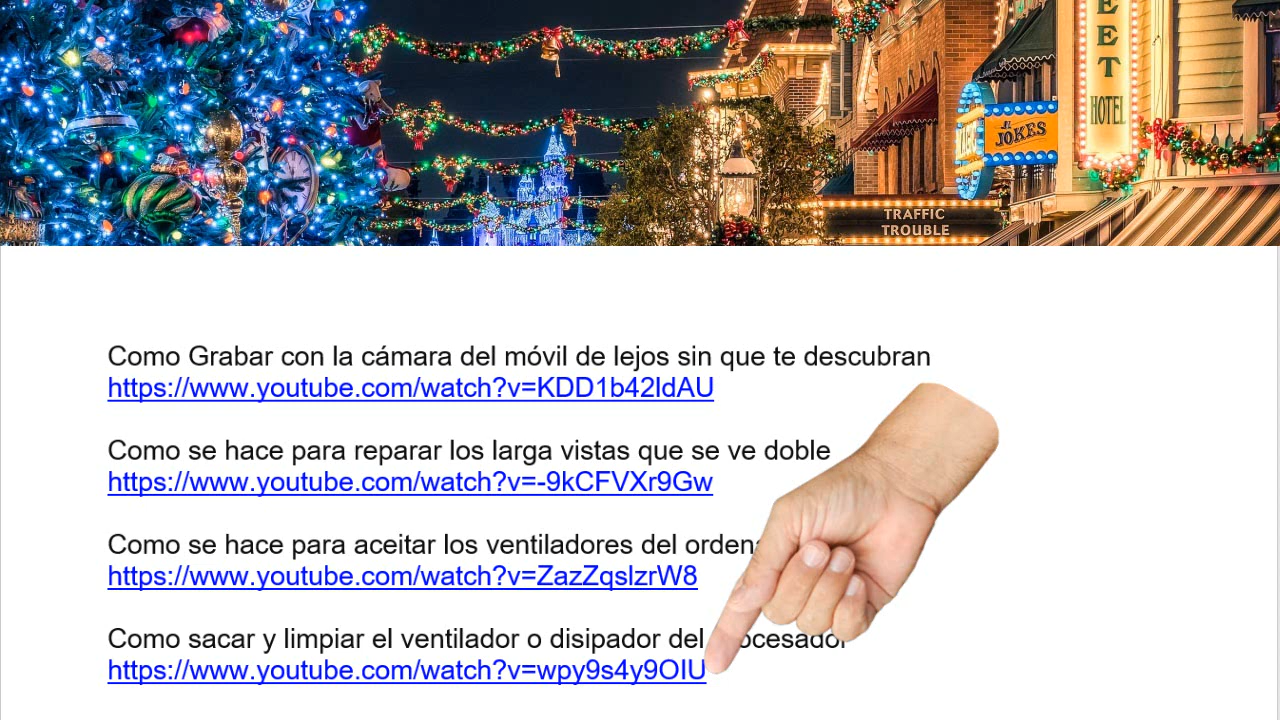 EET
HOTEL
JOKES
TRAFFIC
TROUBLE
Como Grabar con la cámara del móvil de lejos sin que te descubran
https://www.youtube.com/watch?v=KDD1b42IdAU
Como se hace para reparar los larga vistas que se ve doble
https://www.youtube.com/watch?v=-9kCFVXr9Gw
Como se hace para aceitar los ventiladores del
https://www.youtube.com/watch?v=ZazZqslzrW8
Como sacar y limpiar el ventilador o disipador del
https://www.youtube.com/watch?v=wpy9s4y9OIU